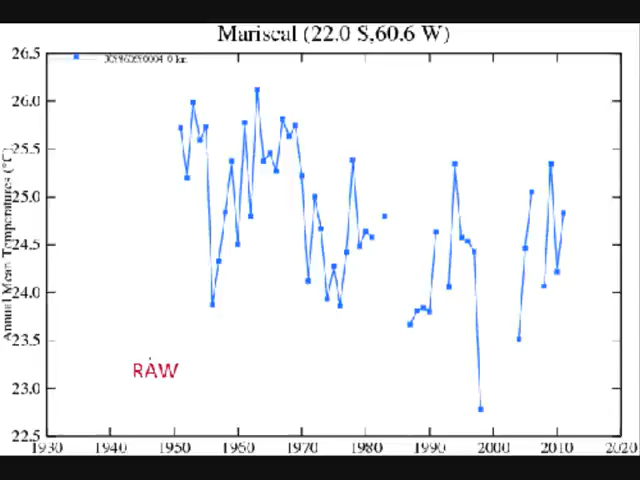 Mariscal (22.0 S,60.6 W)
26.5
26.0
25.5
25.0
24.5
24.0
23.5
23.0
22.5
Annual Mean Temperatures (°C)
RAW
1930 1940 1950 1960 1970 1980 1990 2000 2010 2020